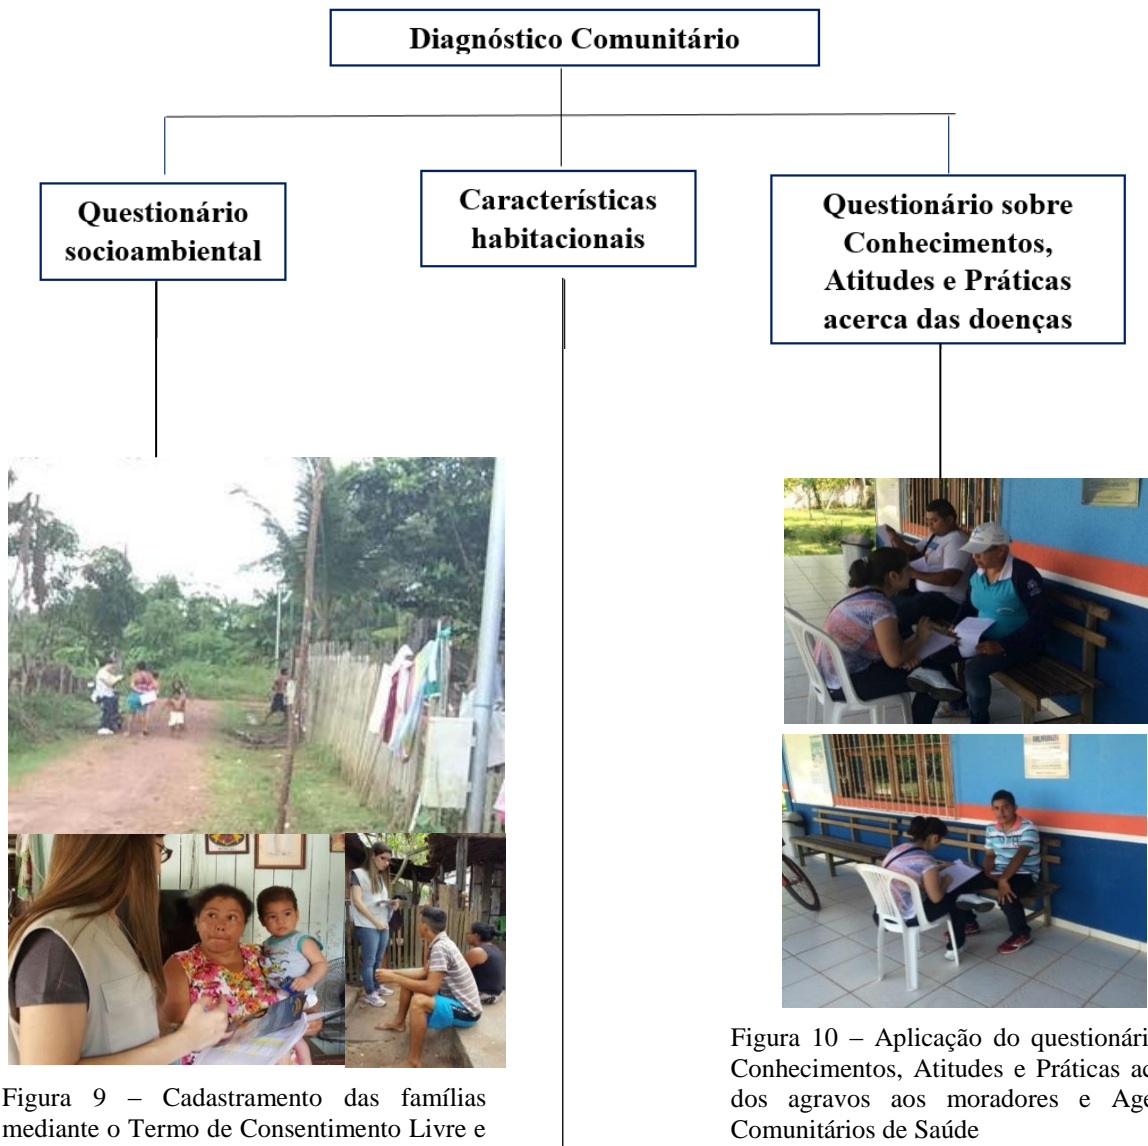 Diagnóstico Comunitário
Questionário
socioambiental
Características
habitacionais
Questionário sobre
Conhecimentos,
Atitudes e Práticas
acerca das doenças
Figura 9 – Cadastramento das famílias
mediante o Termo de Consentimento Livre e
Figura 10 – Aplicação do questionári
Conhecimentos, Atitudes e Práticas ac
dos agravos aos moradores e Age
Comunitários de Saúde